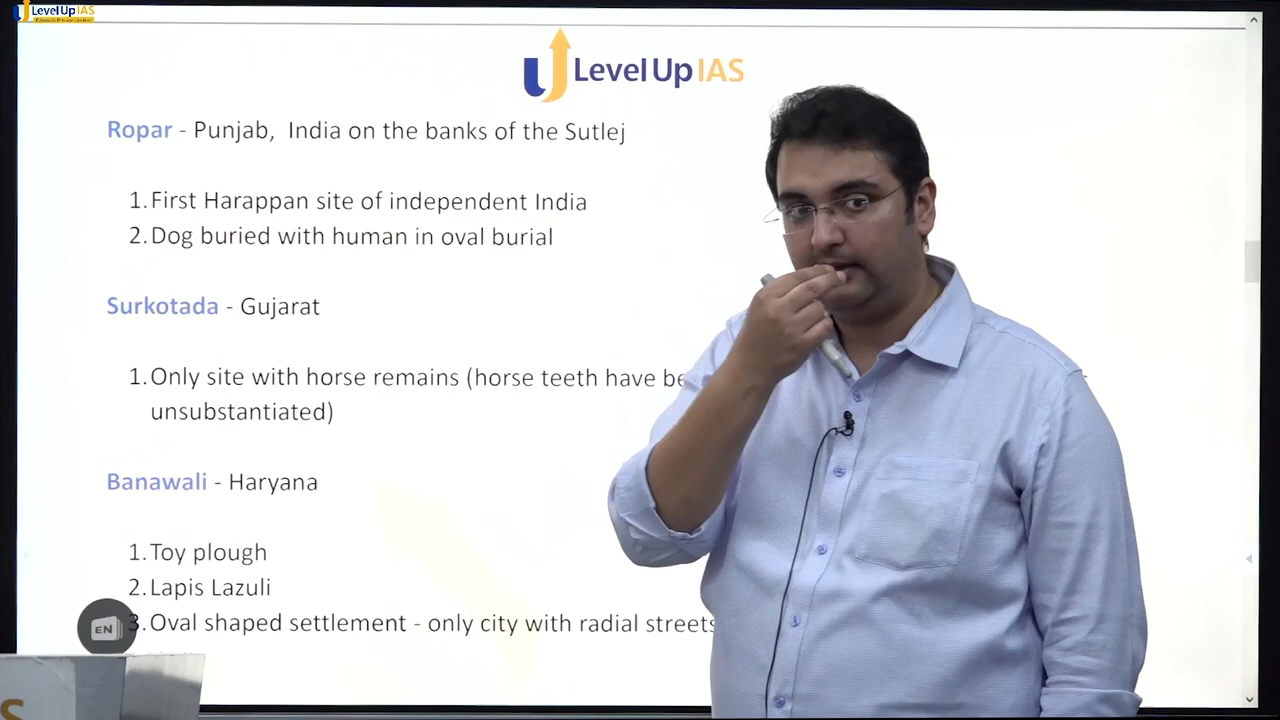 Level Up IAS
Level Up IAS
Ropar - Punjab, India on the banks of the Sutlej
1. First Harappan site of independent India
2. Dog buried with human in oval burial
Surkotada - Gujarat
1. Only site with horse remains (horse teeth have
unsubstantiated)
Banawali - Haryana
1. Toy plough
2. Lapis Lazuli
3. Oval shaped settlement - only city with radial streets
EN
S